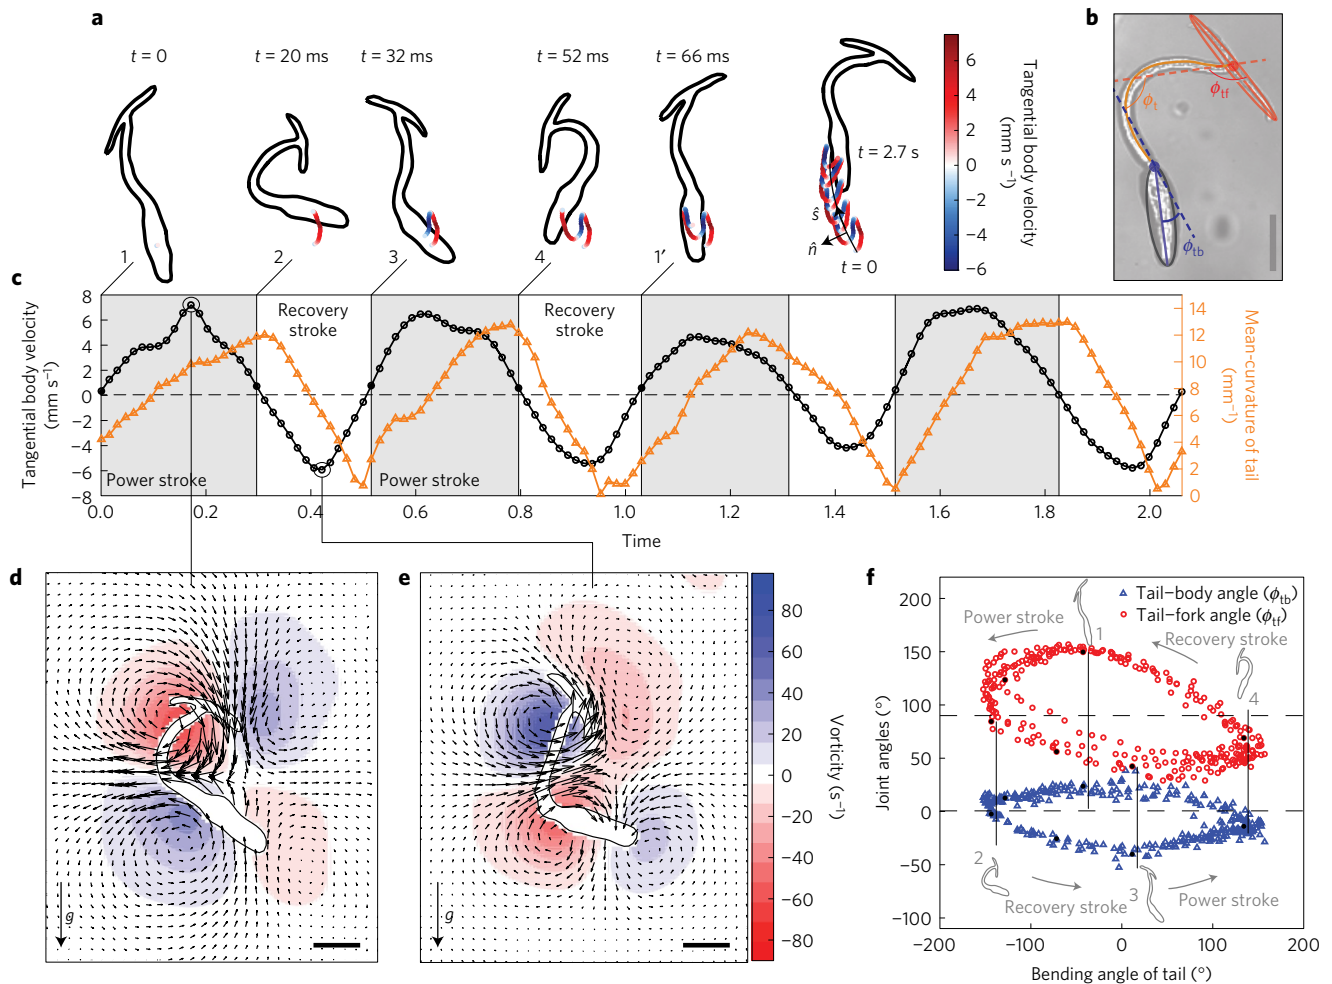 a
t = 0
t = 20 ms
t = 32 ms
t = 52 ms
t = 66 ms
t = 2.7 s
ŝ
n̂
t = 0
1
2
3
4
1′
6
4
2
0
−2
−4
−6
Tangential body velocity
(mm s⁻¹)
b
ϕtf
ϕt
ϕtb
c
Tangential body velocity
(mm s⁻¹)
8
6
4
2
0
−2
−4
−6
−8
Recovery
stroke
Recovery
stroke
Power stroke
Power stroke
14
12
10
8
6
4
2
0
Mean-curvature of tail
(mm⁻¹)
0.0
0.2
0.4
0.6
0.8
1.0
1.2
1.4
1.6
1.8
2.0
Time
d
g
e
g
80
60
40
20
0
−20
−40
−60
−80
Vorticity (s⁻¹)
f
Joint angles (°)
200
150
100
50
0
−50
−100
Tail–body angle (ϕtb)
Tail–fork angle (ϕtf)
Power stroke
1
Recovery stroke
4
2
Recovery stroke
3
Power stroke
−200
−100
0
100
200
Bending angle of tail (°)